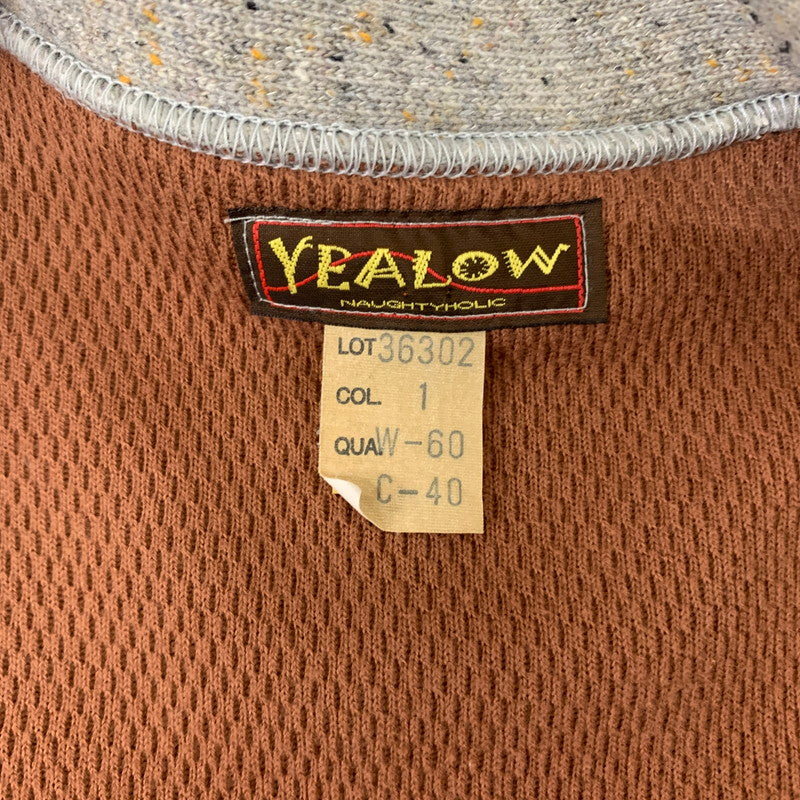 YEALOW
NAUGHTYHOLIC
LOT 36302
COL. 1
QUA. W-60
C-40